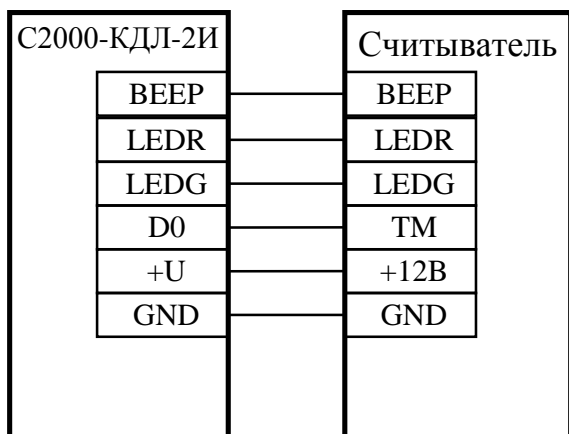 С2000-КДЛ-2И
Считыватель
BEEP
BEEP
LEDR
LEDR
LEDG
LEDG
D0
TM
+U
+12В
GND
GND